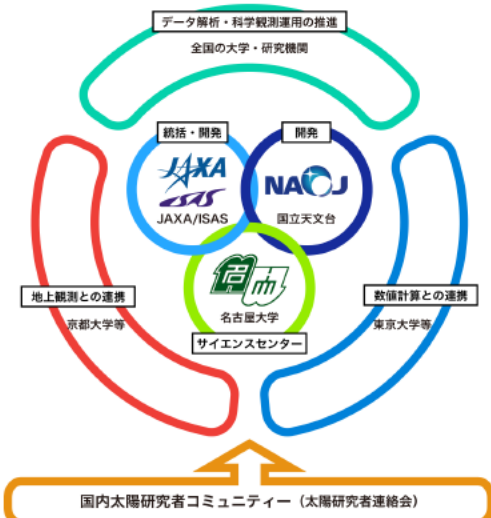 データ解析・科学観測運用の推進
全国の大学・研究機関
統括・開発
開発
JAXA
ISAS
JAXA/ISAS
NAOJ
国立天文台
名大
名古屋大学
サイエンスセンター
地上観測との連携
京都大学等
数値計算との連携
東京大学等
国内太陽研究者コミュニティー（太陽研究者連絡会）